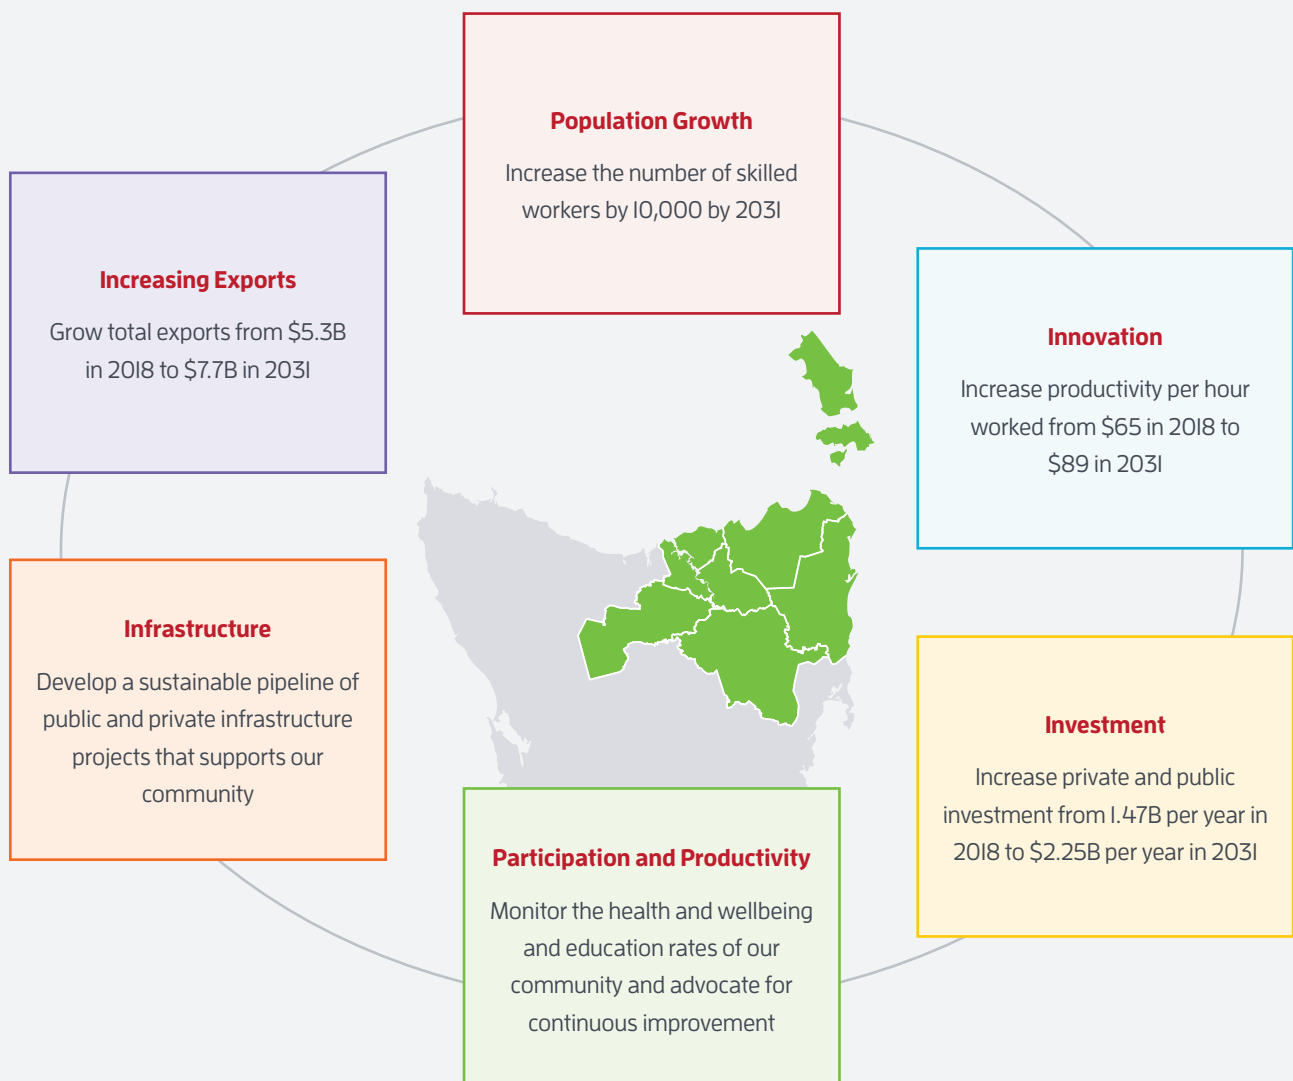 Population Growth
Increase the number of skilled
workers by 10,000 by 2031
Increasing Exports
Grow total exports from $5.3B
in 2018 to $7.7B in 2031
Innovation
Increase productivity per hour
worked from $65 in 2018 to
$89 in 2031
Infrastructure
Develop a sustainable pipeline of
public and private infrastructure
projects that supports our
community
Investment
Increase private and public
investment from 1.47B per year in
2018 to $2.25B per year in 2031
Participation and Productivity
Monitor the health and wellbeing
and education rates of our
community and advocate for
continuous improvement